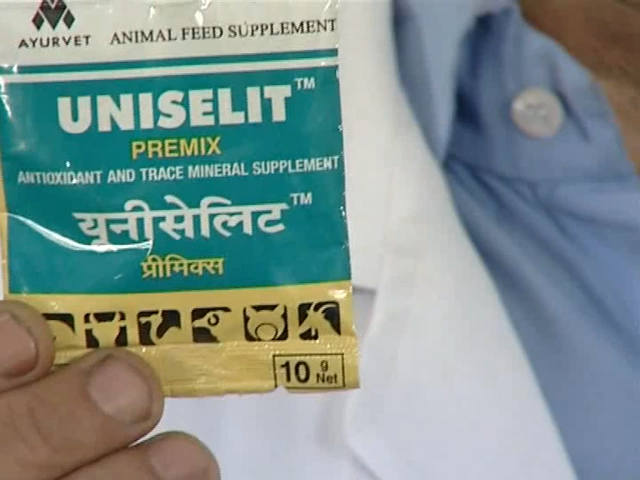 AYURVET
ANIMAL FEED SUPPLEMENT
UNISELIT™
PREMIX
ANTIOXIDANT AND TRACE MINERAL SUPPLEMENT
यूनीसेलिट™
प्रीमिक्स
10 g Net